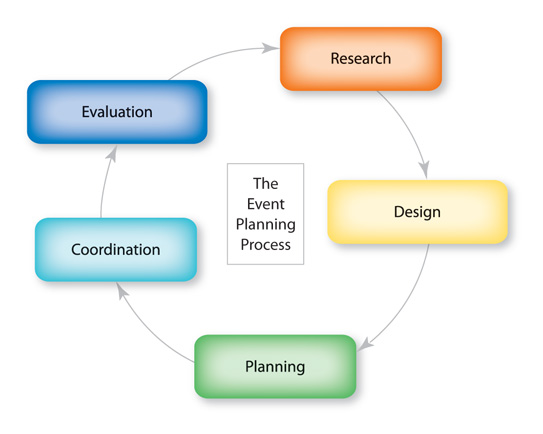 Research
Evaluation
The
Event
Planning
Process
Design
Coordination
Planning